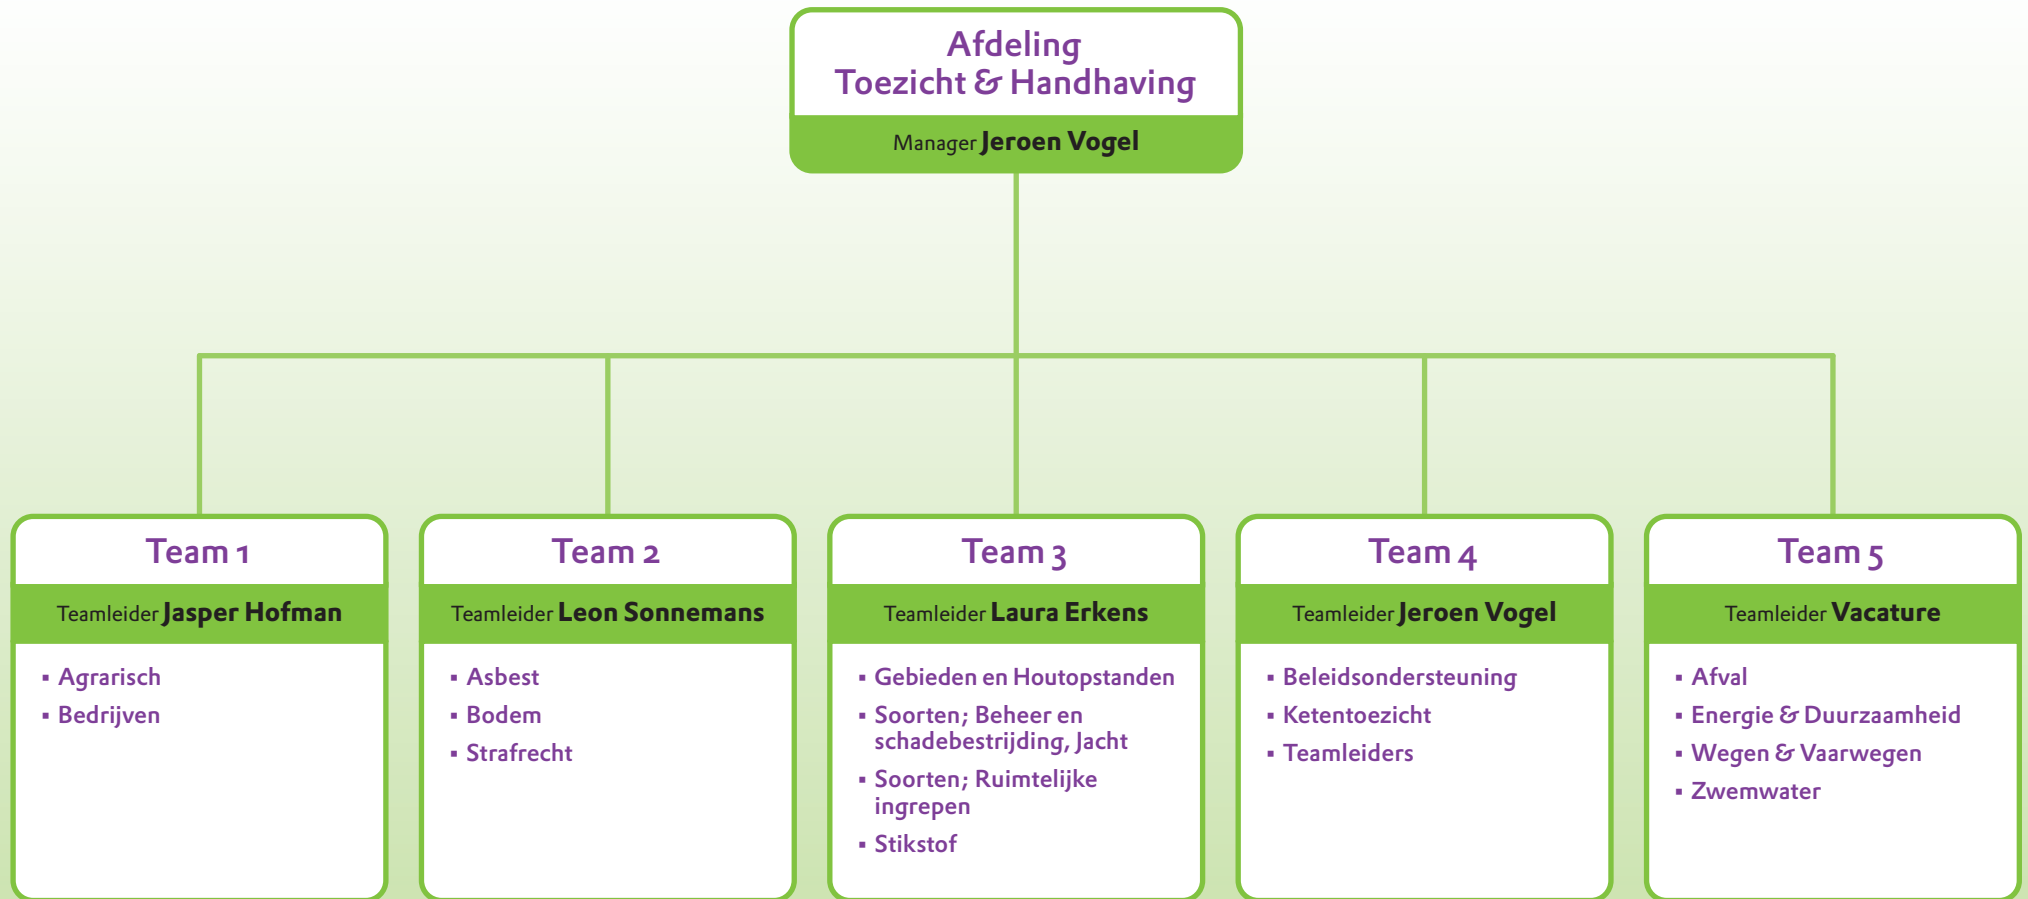 Afdeling
Toezicht & Handhaving
Manager Jeroen Vogel
Team 1
Teamleider Jasper Hofman
▪ Agrarisch
▪ Bedrijven
Team 2
Teamleider Leon Sonnemans
▪ Asbest
▪ Bodem
▪ Strafrecht
Team 3
Teamleider Laura Erkens
▪ Gebieden en Houtopstanden
▪ Soorten; Beheer en
schadebestrijding, Jacht
▪ Soorten; Ruimtelijke
ingrepen
▪ Stikstof
Team 4
Teamleider Jeroen Vogel
▪ Beleidsondersteuning
▪ Ketentoezicht
▪ Teamleiders
Team 5
Teamleider Vacature
▪ Afval
▪ Energie & Duurzaamheid
▪ Wegen & Vaarwegen
▪ Zwemwater